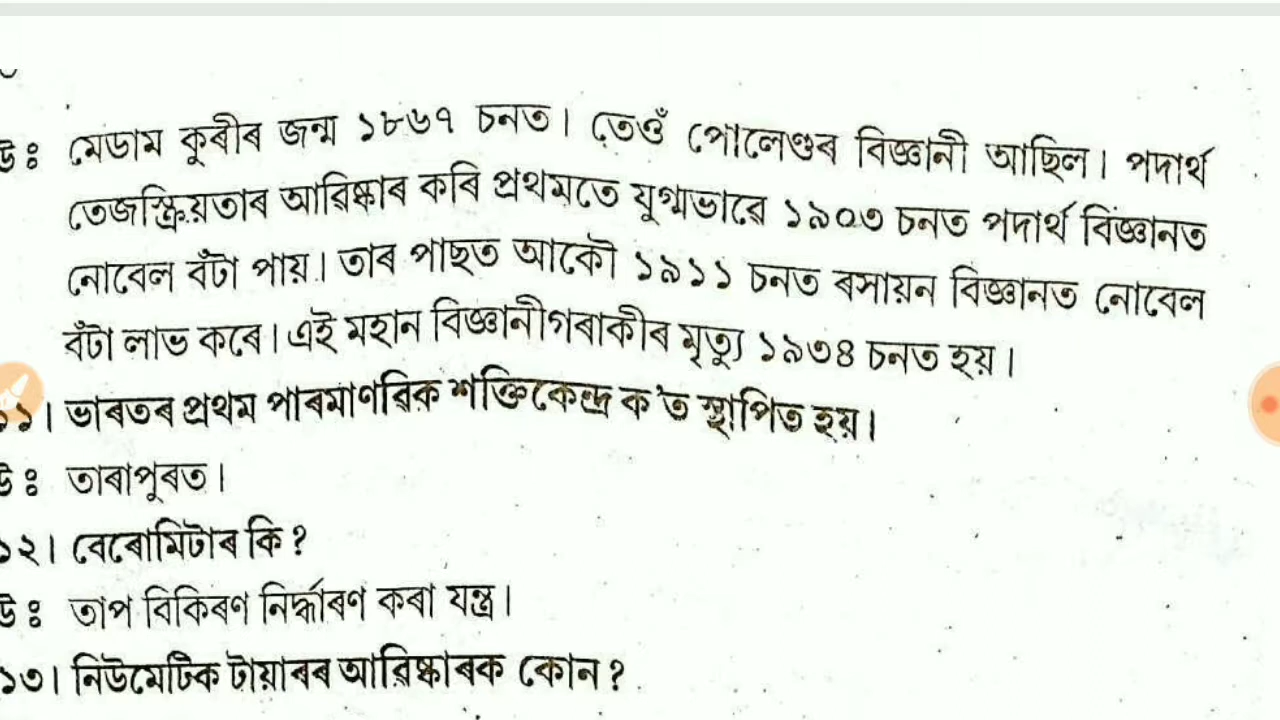 উঃ মেডাম কুৰীৰ জন্ম ১৮৬৭ চনত। তেওঁ পোলেণ্ডৰ বিজ্ঞানী আছিল। পদাৰ্থ
তেজস্ক্ৰিয়তাৰ আৱিষ্কাৰ কৰি প্ৰথমতে যুগ্মভাৱে ১৯০৩ চনত পদাৰ্থ বিজ্ঞানত
নোবেল বঁটা পায়। তাৰ পাছত আকৌ ১৯১১ চনত ৰসায়ন বিজ্ঞানত নোবেল
বঁটা লাভ কৰে। এই মহান বিজ্ঞানীগৰাকীৰ মৃত্যু ১৯৩৪ চনত হয়।
১১। ভাৰতৰ প্ৰথম পাৰমাণৱিক শক্তিকেন্দ্ৰ ক'ত স্থাপিত হয়।
উঃ তাৰাপুৰত।
১২। বেৰোমিটাৰ কি?
উঃ তাপ বিকিৰণ নিৰ্দ্ধাৰণ কৰা যন্ত্ৰ।
১৩। নিউমেটিক টায়াৰৰ আৱিষ্কাৰক কোন?